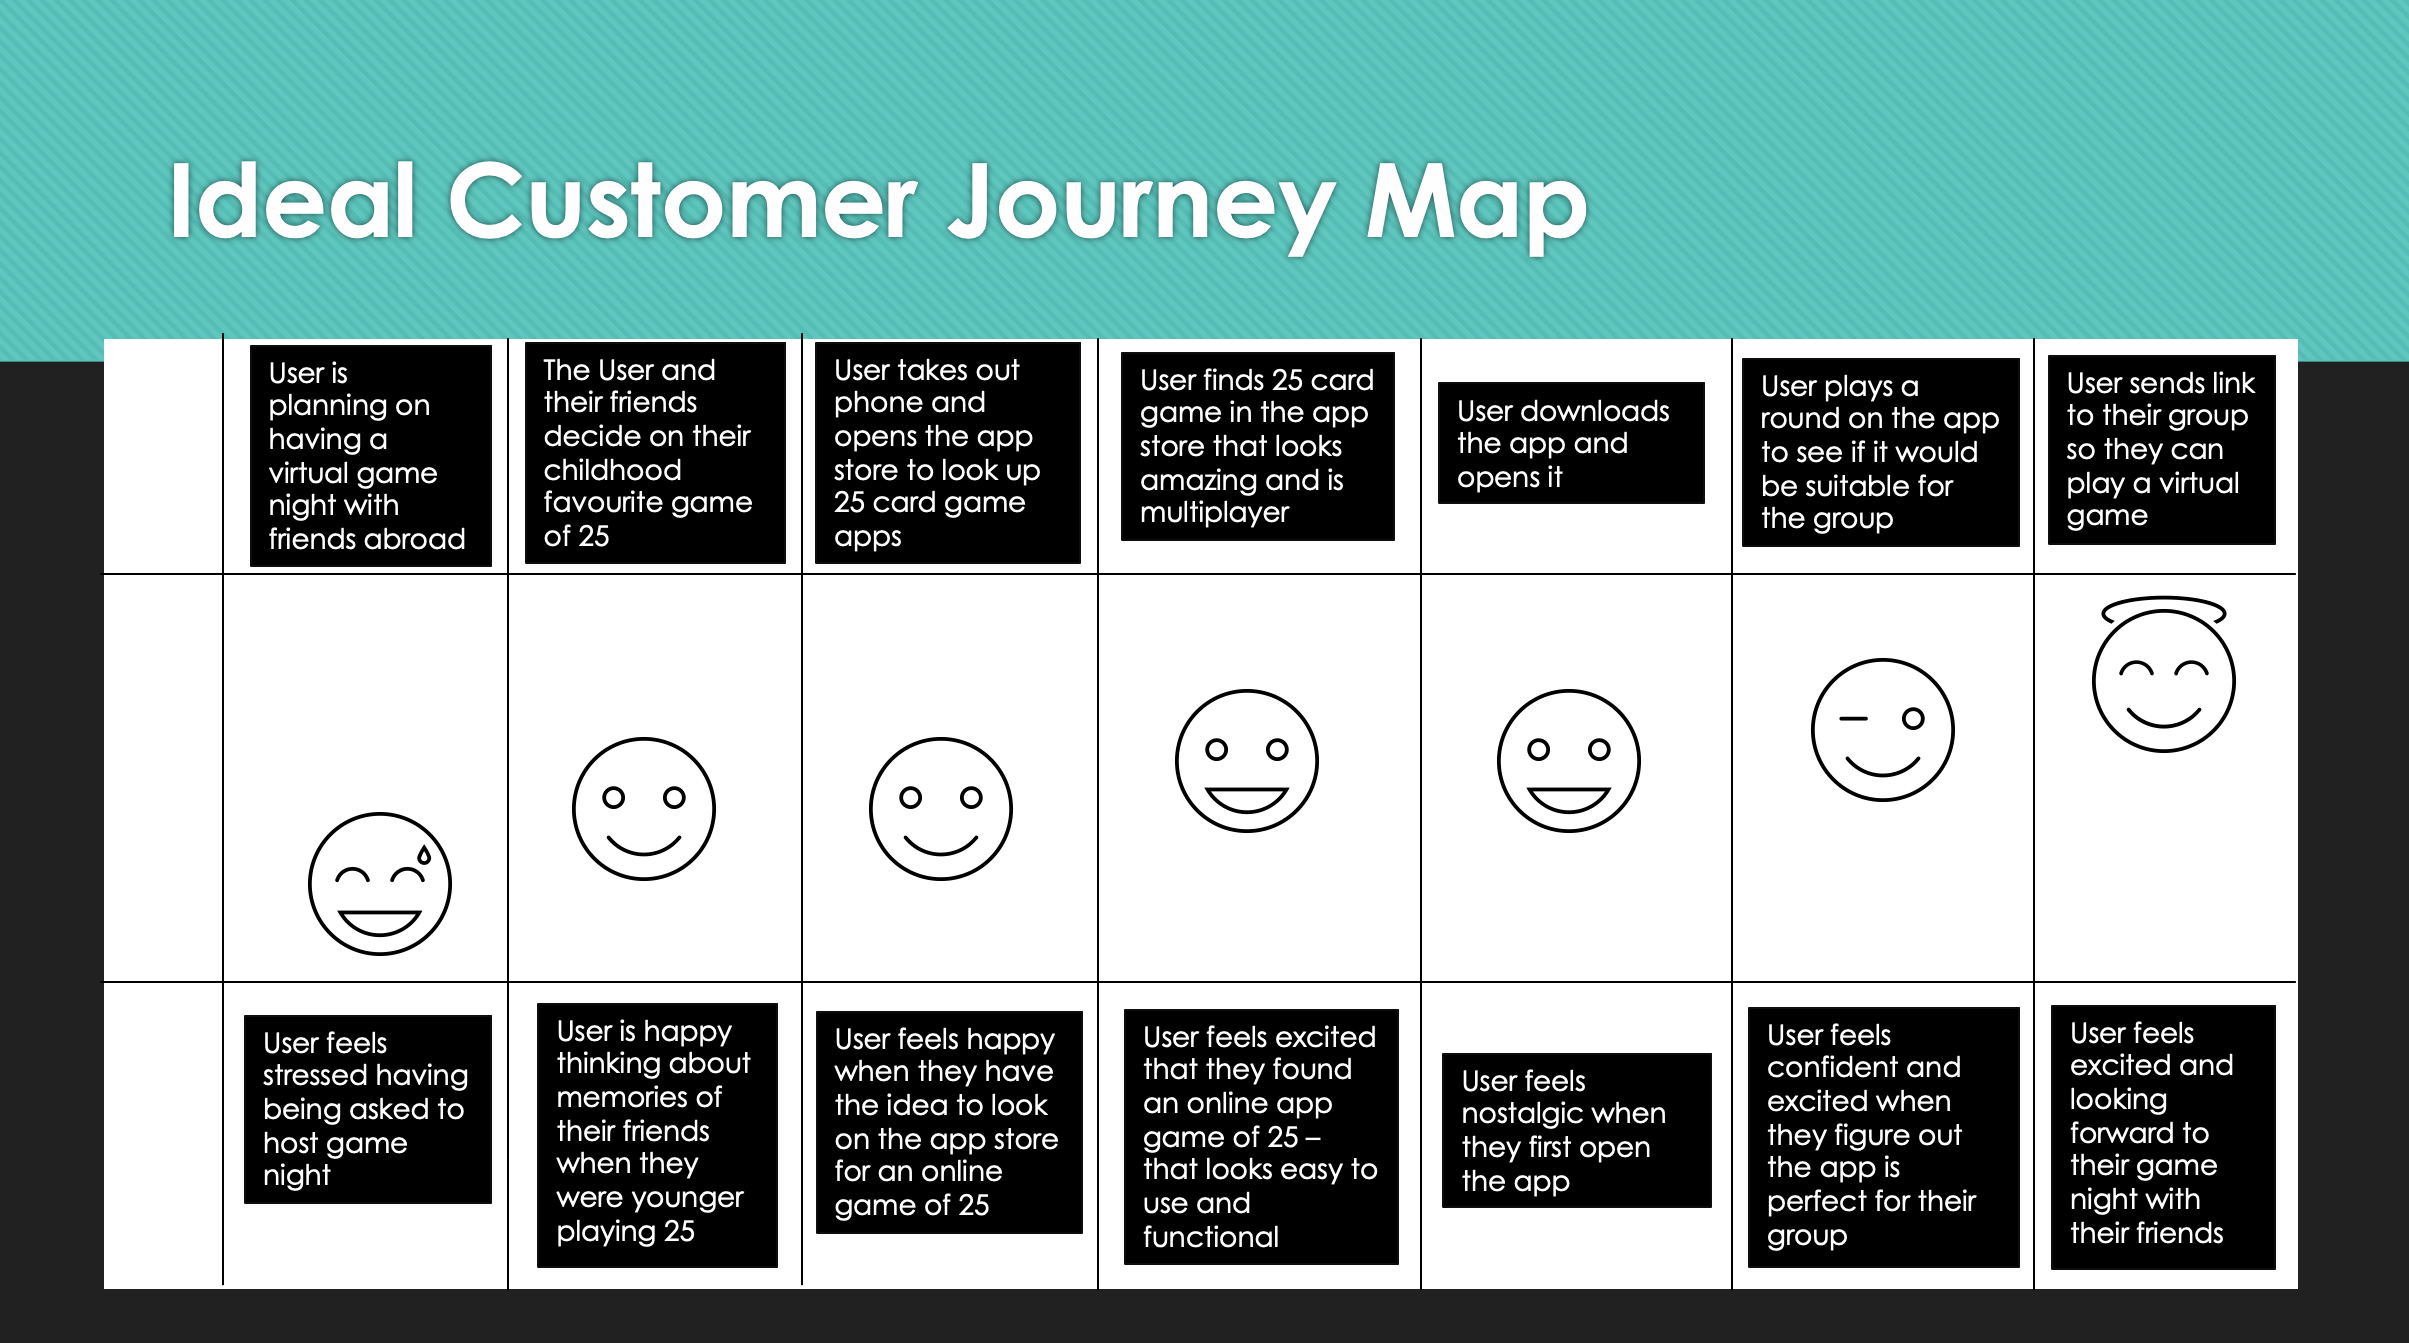 Ideal Customer Journey Map
User is
planning on
having a
virtual game
night with
friends abroad
The User and
their friends
decide on their
childhood
favourite game
of 25
User takes out
phone and
opens the app
store to look up
25 card game
apps
User finds 25 card
game in the app
store that looks
amazing and is
multiplayer
User downloads
the app and
opens it
User plays a
round on the app
to see if it would
be suitable for
the group
User sends link
to their group
so they can
play a virtual
game
User feels
stressed having
being asked to
host game
night
User is happy
thinking about
memories of
their friends
when they
were younger
playing 25
User feels happy
when they have
the idea to look
on the app store
for an online
game of 25
User feels excited
that they found
an online app
game of 25 –
that looks easy to
use and
functional
User feels
nostalgic when
they first open
the app
User feels
confident and
excited when
they figure out
the app is
perfect for their
group
User feels
excited and
looking
forward to
their game
night with
their friends